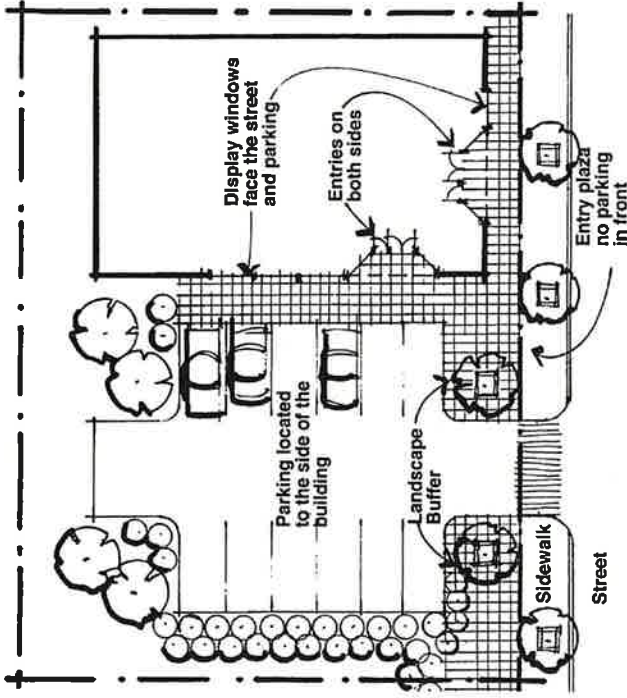 Display windows
face the street
and parking
Entries on
both sides
Parking located
to the side of the
building
Landscape
Buffer
Entry plaza
no parking
in front
Sidewalk
Street